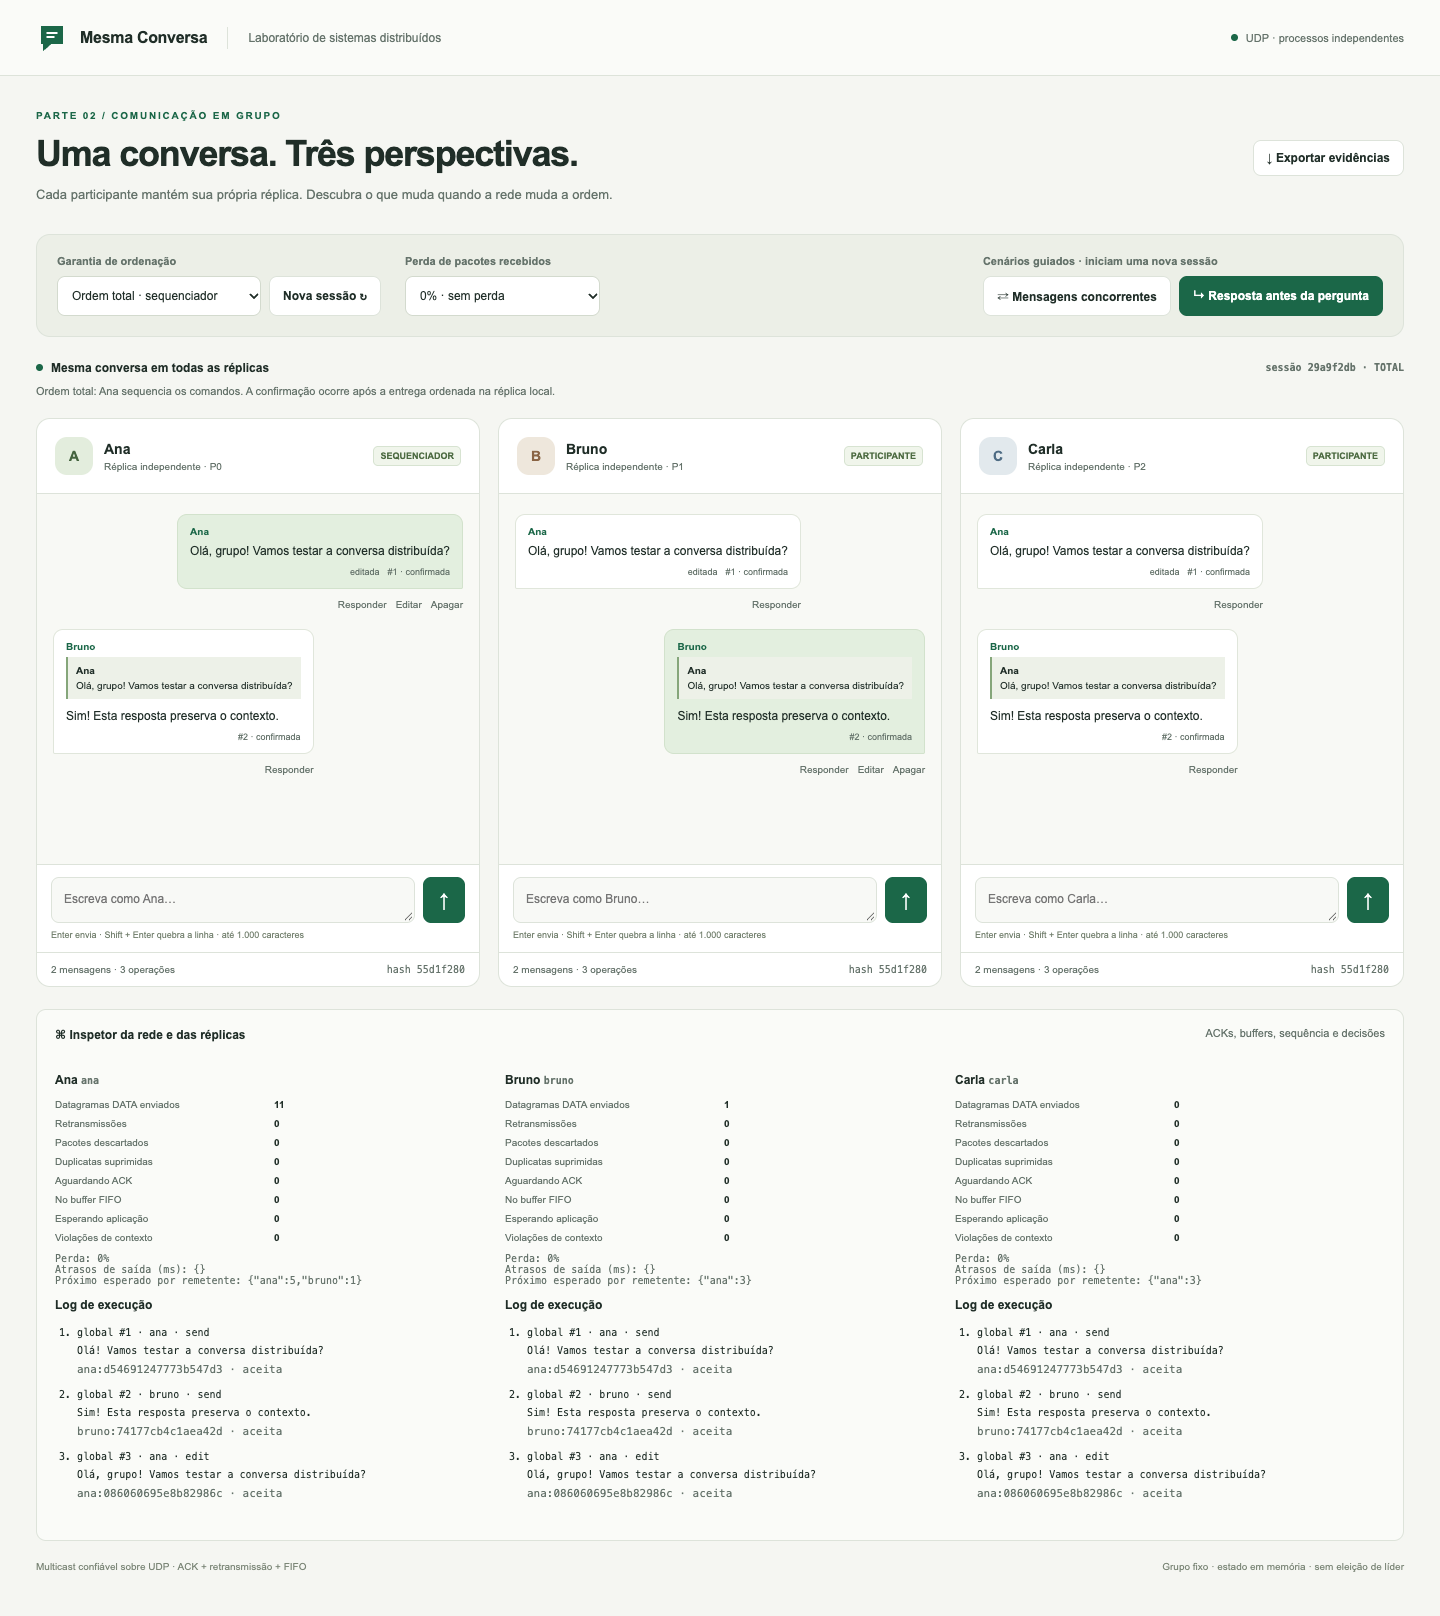 Mesma Conversa
Laboratório de sistemas distribuídos
UDP · processos independentes
PARTE 02 / COMUNICAÇÃO EM GRUPO
Uma conversa. Três perspectivas.
↓ Exportar evidências
Cada participante mantém sua própria réplica. Descubra o que muda quando a rede muda a ordem.
Garantia de ordenação
Perda de pacotes recebidos
Cenários guiados · iniciam uma nova sessão
Ordem total · sequenciador
Nova sessão ↻
0% · sem perda
⇄ Mensagens concorrentes
↳ Resposta antes da pergunta
Mesma conversa em todas as réplicas
sessão 29a9f2db · TOTAL
Ordem total: Ana sequencia os comandos. A confirmação ocorre após a entrega ordenada na réplica local.
A
Ana
Réplica independente · P0
SEQUENCIADOR
Ana
Olá, grupo! Vamos testar a conversa distribuída?
editada #1 · confirmada
Responder Editar Apagar
Bruno
Ana
Olá, grupo! Vamos testar a conversa distribuída?
Sim! Esta resposta preserva o contexto.
#2 · confirmada
Responder
Escreva como Ana…
↑
Enter envia · Shift + Enter quebra a linha · até 1.000 caracteres
2 mensagens · 3 operações
hash 55d1f280
B
Bruno
Réplica independente · P1
PARTICIPANTE
Ana
Olá, grupo! Vamos testar a conversa distribuída?
editada #1 · confirmada
Responder
Bruno
Ana
Olá, grupo! Vamos testar a conversa distribuída?
Sim! Esta resposta preserva o contexto.
#2 · confirmada
Responder Editar Apagar
Escreva como Bruno…
↑
Enter envia · Shift + Enter quebra a linha · até 1.000 caracteres
2 mensagens · 3 operações
hash 55d1f280
C
Carla
Réplica independente · P2
PARTICIPANTE
Ana
Olá, grupo! Vamos testar a conversa distribuída?
editada #1 · confirmada
Responder
Bruno
Ana
Olá, grupo! Vamos testar a conversa distribuída?
Sim! Esta resposta preserva o contexto.
#2 · confirmada
Responder
Escreva como Carla…
↑
Enter envia · Shift + Enter quebra a linha · até 1.000 caracteres
2 mensagens · 3 operações
hash 55d1f280
⌘ Inspetor da rede e das réplicas
ACKs, buffers, sequência e decisões
Ana ana
Datagramas DATA enviados 11
Retransmissões 0
Pacotes descartados 0
Duplicatas suprimidas 0
Aguardando ACK 0
No buffer FIFO 0
Esperando aplicação 0
Violações de contexto 0
Perda: 0%
Atrasos de saída (ms): {}
Próximo esperado por remetente: {"ana":5,"bruno":1}
Log de execução
1. global #1 · ana · send
Olá! Vamos testar a conversa distribuída?
ana:d54691247773b547d3 · aceita
2. global #2 · bruno · send
Sim! Esta resposta preserva o contexto.
bruno:74177cb4c1aea42d · aceita
3. global #3 · ana · edit
Olá, grupo! Vamos testar a conversa distribuída?
ana:086060695e8b82986c · aceita
Bruno bruno
Datagramas DATA enviados 1
Retransmissões 0
Pacotes descartados 0
Duplicatas suprimidas 0
Aguardando ACK 0
No buffer FIFO 0
Esperando aplicação 0
Violações de contexto 0
Perda: 0%
Atrasos de saída (ms): {}
Próximo esperado por remetente: {"ana":3}
Log de execução
1. global #1 · ana · send
Olá! Vamos testar a conversa distribuída?
ana:d54691247773b547d3 · aceita
2. global #2 · bruno · send
Sim! Esta resposta preserva o contexto.
bruno:74177cb4c1aea42d · aceita
3. global #3 · ana · edit
Olá, grupo! Vamos testar a conversa distribuída?
ana:086060695e8b82986c · aceita
Carla carla
Datagramas DATA enviados 0
Retransmissões 0
Pacotes descartados 0
Duplicatas suprimidas 0
Aguardando ACK 0
No buffer FIFO 0
Esperando aplicação 0
Violações de contexto 0
Perda: 0%
Atrasos de saída (ms): {}
Próximo esperado por remetente: {"ana":3}
Log de execução
1. global #1 · ana · send
Olá! Vamos testar a conversa distribuída?
ana:d54691247773b547d3 · aceita
2. global #2 · bruno · send
Sim! Esta resposta preserva o contexto.
bruno:74177cb4c1aea42d · aceita
3. global #3 · ana · edit
Olá, grupo! Vamos testar a conversa distribuída?
ana:086060695e8b82986c · aceita
Multicast confiável sobre UDP · ACK + retransmissão + FIFO
Grupo fixo · estado em memória · sem eleição de líder